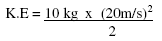 K.E = 10 kg x (20m/s)²
2